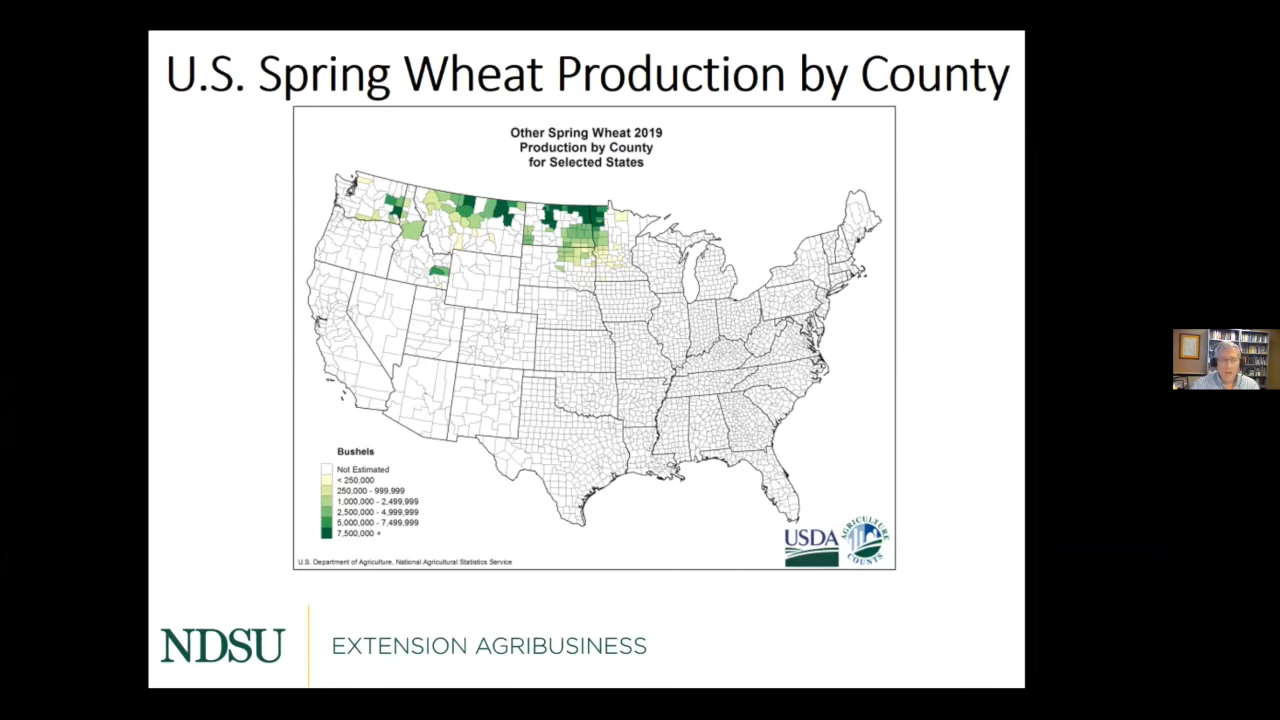 U.S. Spring Wheat Production by County
Other Spring Wheat 2019
Production by County
for Selected States
Bushels
Not Estimated
< 250,000
250,000 - 999,999
1,000,000 - 2,499,999
2,500,000 - 4,999,999
5,000,000 - 7,499,999
7,500,000 +
USDA
AGRICULTURE
COUNTS
U.S. Department of Agriculture, National Agricultural Statistics Service
NDSU
EXTENSION AGRIBUSINESS